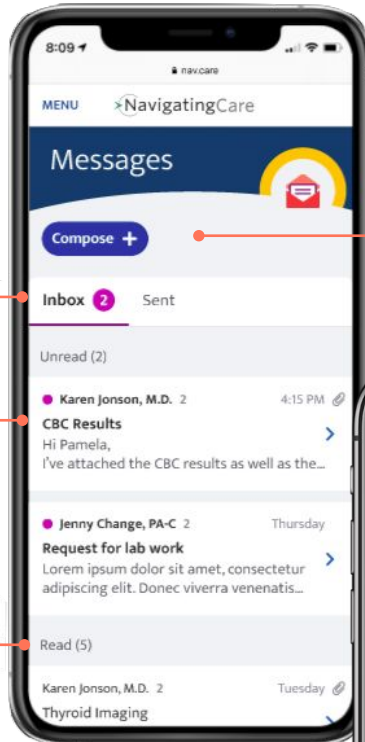 8:09
nav.care
MENU NavigatingCare
Messages
Compose +
Inbox 2 Sent
Unread (2)
Karen Jonson, M.D. 2 4:15 PM
CBC Results
Hi Pamela,
I've attached the CBC results as well as the...
Jenny Change, PA-C 2 Thursday
Request for lab work
Lorem ipsum dolor sit amet, consectetur
adipiscing elit. Donec viverra venenatis...
Read (5)
Karen Jonson, M.D. 2 Tuesday
Thyroid Imaging